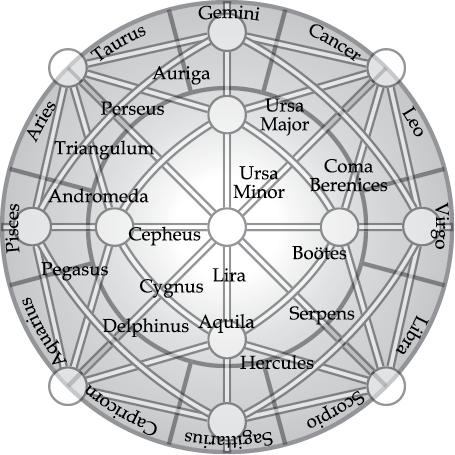 Gemini
Taurus
Cancer
Auriga
Aries
Perseus
Ursa
Major
Leo
Triangulum
Coma
Berenices
Ursa
Minor
Andromeda
Pisces
Cepheus
Virgo
Boötes
Pegasus
Lira
Cygnus
Aquarius
Delphinus
Aquila
Serpens
Libra
Hercules
Capricorn
Scorpio
Sagittarius